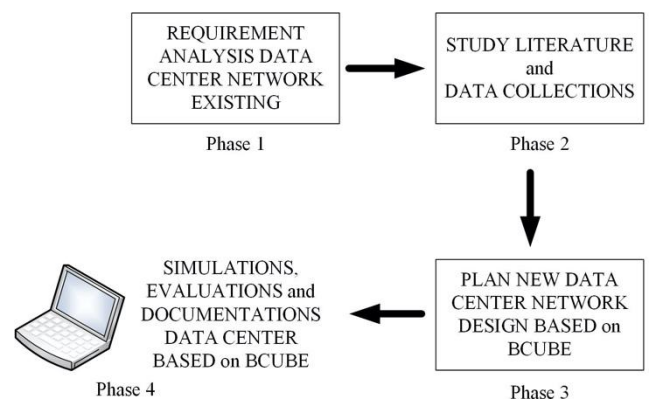 REQUIREMENT
ANALYSIS DATA
CENTER NETWORK
EXISTING
Phase 1
STUDY LITERATURE
and
DATA COLLECTIONS
Phase 2
PLAN NEW DATA
CENTER NETWORK
DESIGN BASED on
BCUBE
Phase 3
SIMULATIONS,
EVALUATIONS and
DOCUMENTATIONS
DATA CENTER
BASED on BCUBE
Phase 4